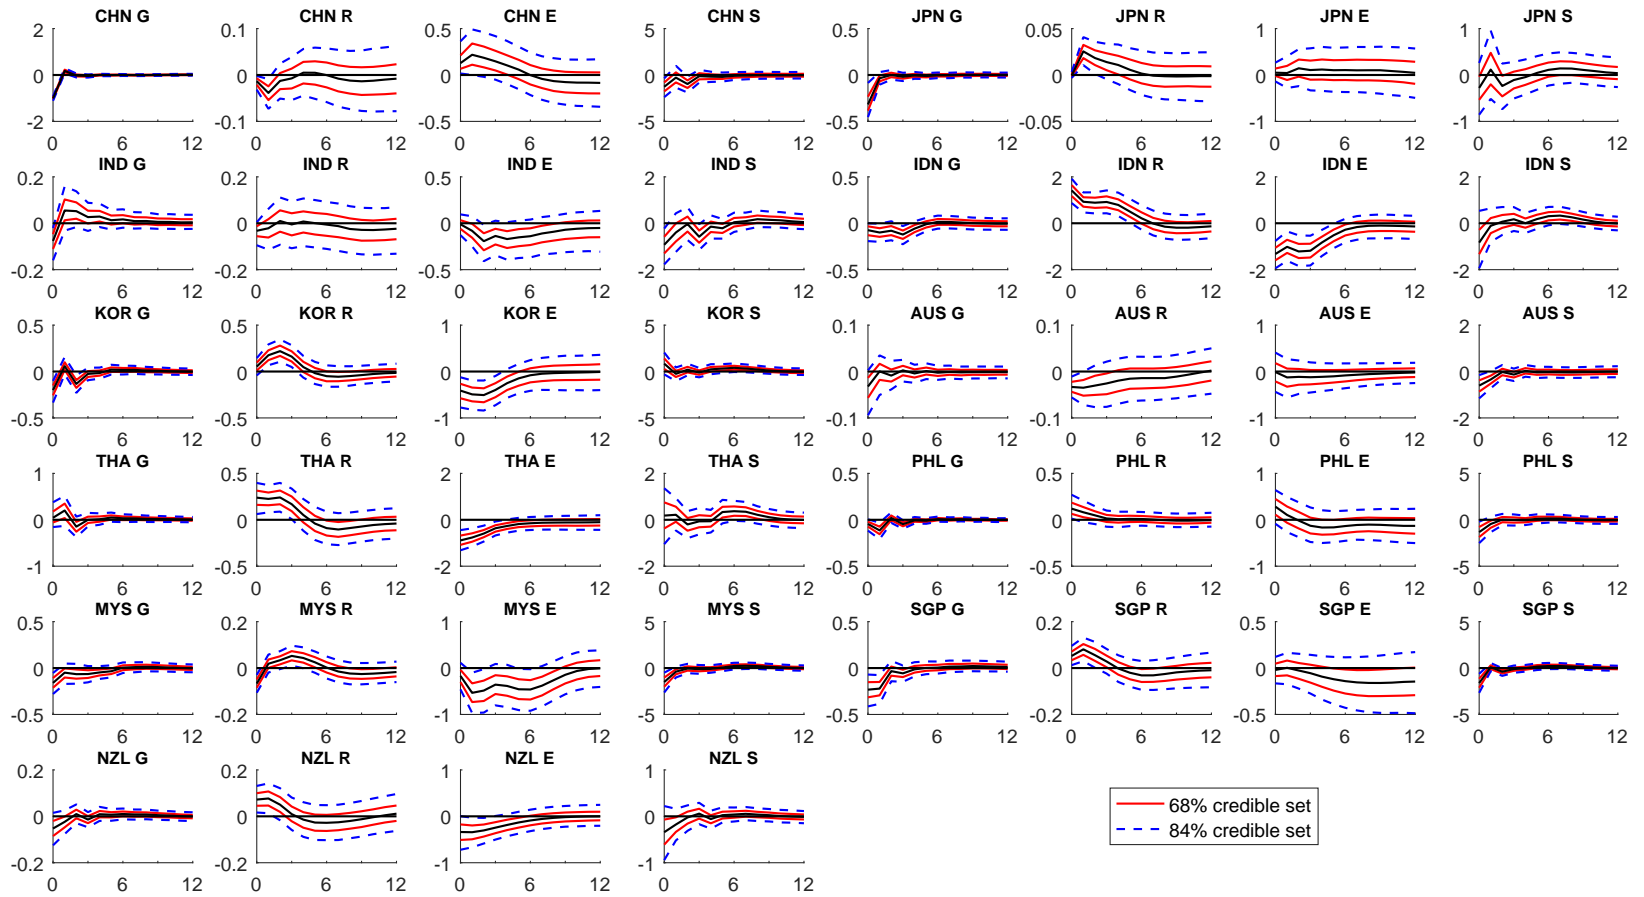 CHN G CHN R CHN E CHN S JPN G JPN R JPN E JPN S
2 0.1 0.5 5 0.5 0.05 1 1
0 0 0 0 0 0 0 0
-2 -0.1 -0.5 -5 -0.5 -0.05 -1 -1
0 6 12 0 6 12 0 6 12 0 6 12 0 6 12 0 6 12 0 6 12 0 6 12
IND G IND R IND E IND S IDN G IDN R IDN E IDN S
0.2 0.2 0.5 2 2 2 2 2
0 0 0 0 0 0 0 0
-0.2 -0.2 -0.5 -2 -2 -2 -2 -2
0 6 12 0 6 12 0 6 12 0 6 12 0 6 12 0 6 12 0 6 12 0 6 12
KOR G KOR R KOR E KOR S AUS G AUS R AUS E AUS S
0.5 0.5 1 5 0.1 0.1 1 2
0 0 0 0 0 0 0 0
-0.5 -0.5 -1 -5 -0.1 -0.1 -1 -2
0 6 12 0 6 12 0 6 12 0 6 12 0 6 12 0 6 12 0 6 12 0 6 12
THA G THA R THA E THA S PHL G PHL R PHL E PHL S
1 0.5 2 2 2 0.5 1 5
0 0 0 0 0 0 0 0
-1 -0.5 -2 -2 -2 -0.5 -1 -5
0 6 12 0 6 12 0 6 12 0 6 12 0 6 12 0 6 12 0 6 12 0 6 12
MYS G MYS R MYS E MYS S SGP G SGP R SGP E SGP S
0.5 0.2 1 5 0.5 0.2 0.5 5
0 0 0 0 0 0 0 0
-0.5 -0.2 -1 -5 -0.5 -0.2 -0.5 -5
0 6 12 0 6 12 0 6 12 0 6 12 0 6 12 0 6 12 0 6 12 0 6 12
NZL G NZL R NZL E NZL S
0.2 0.2 1 1
0 0 0 0
-0.2 -0.2 -1 -1
0 6 12 0 6 12 0 6 12 0 6 12
68% credible set
84% credible set